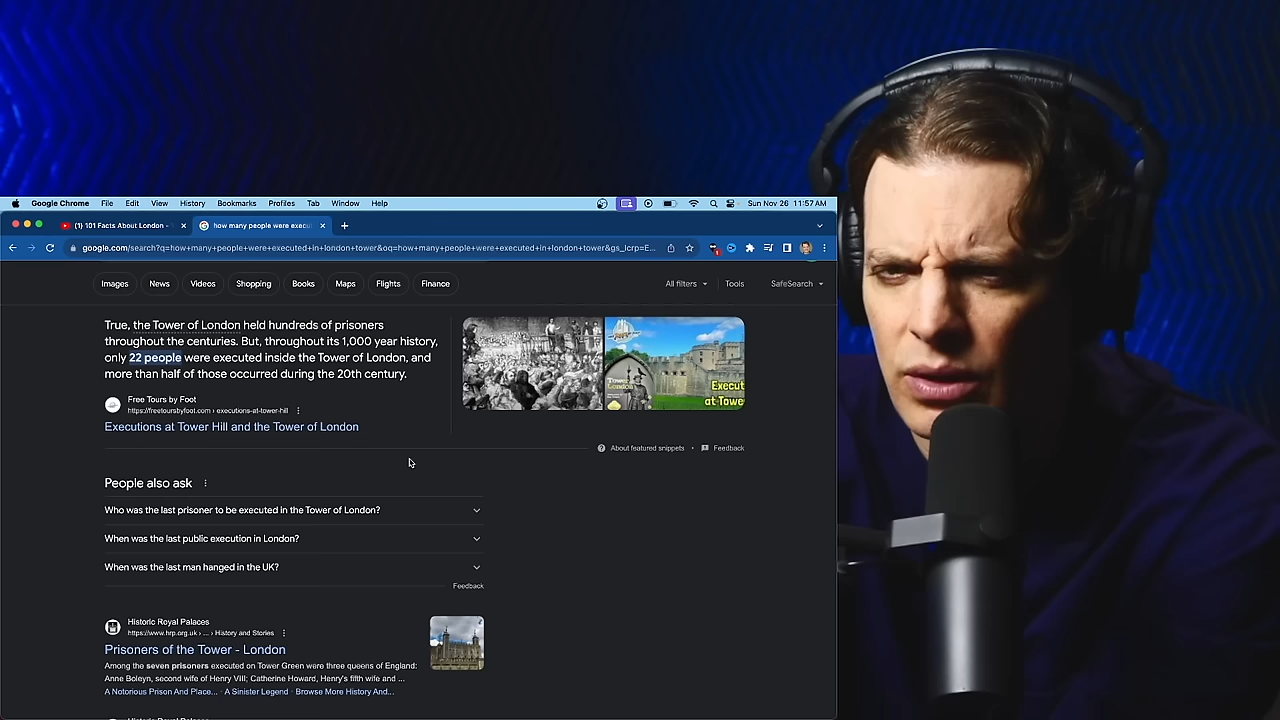 Google Chrome File Edit View History Bookmarks Profiles Tab Window Help Sun Nov 26 11:57 AM
(1) 101 Facts About London - how many people were execut
google.com/search?q=how+many+people+were+executed+in+london+tower&oq=how+many+people+were+executed+in+london+tower&gs_lcrp=E...
Images News Videos Shopping Books Maps Flights Finance All filters Tools SafeSearch
True, the Tower of London held hundreds of prisoners
throughout the centuries. But, throughout its 1,000 year history,
only 22 people were executed inside the Tower of London, and
more than half of those occurred during the 20th century.
Tower
London
Execut
at Towe
Free Tours by Foot
https://freetoursbyfoot.com › executions-at-tower-hill
Executions at Tower Hill and the Tower of London
About featured snippets • Feedback
People also ask
Who was the last prisoner to be executed in the Tower of London?
When was the last public execution in London?
When was the last man hanged in the UK?
Feedback
Historic Royal Palaces
https://www.hrp.org.uk › ... › History and Stories
Prisoners of the Tower - London
Among the seven prisoners executed on Tower Green were three queens of England:
Anne Boleyn, second wife of Henry VIII; Catherine Howard, Henry's fifth wife and ...
A Notorious Prison And Place... · A Sinister Legend · Browse More History And...